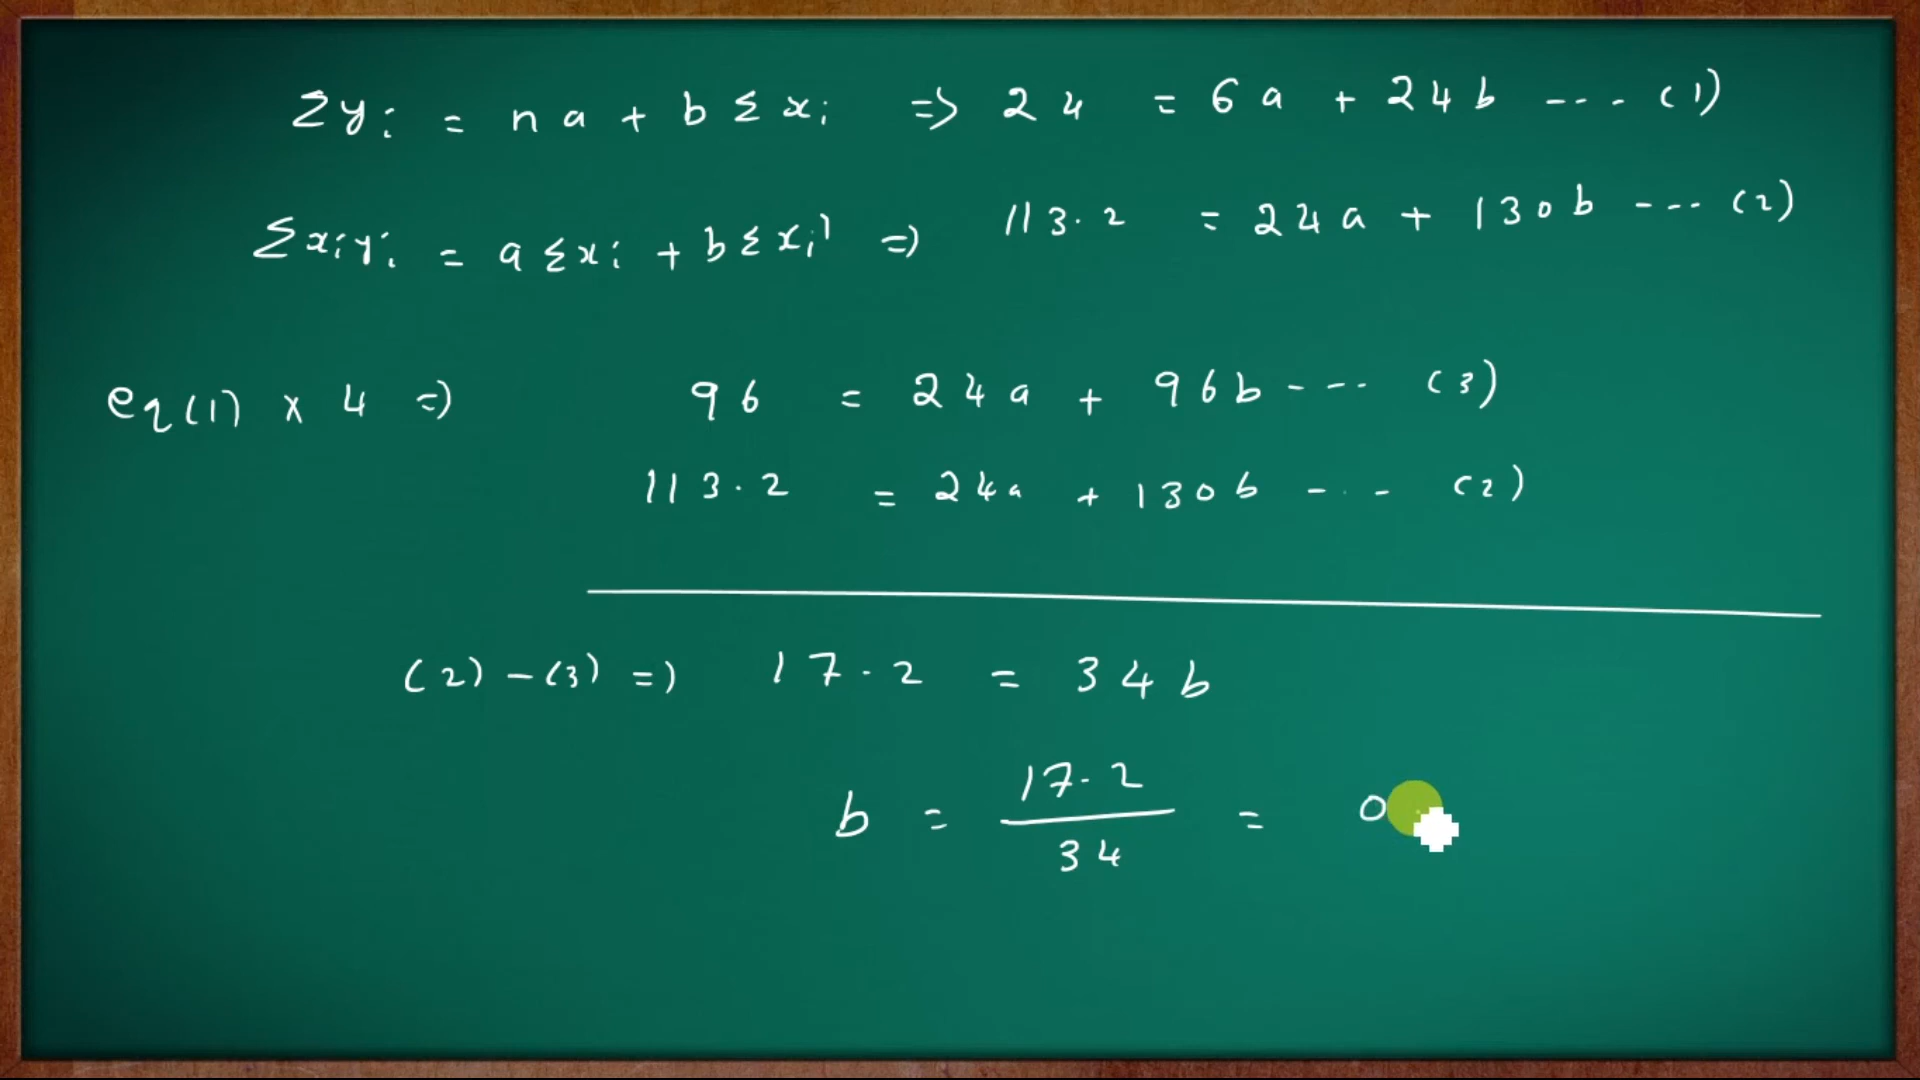 Σyᵢ = na + bΣxᵢ => 24 = 6a + 24b --- (1)
Σxᵢyᵢ = aΣxᵢ + bΣxᵢ² => 113.2 = 24a + 130b --- (2)
eq(1) x 4 => 96 = 24a + 96b --- (3)
113.2 = 24a + 130b --- (2)
(2) - (3) => 17.2 = 34b
b = 17.2/34 = 0